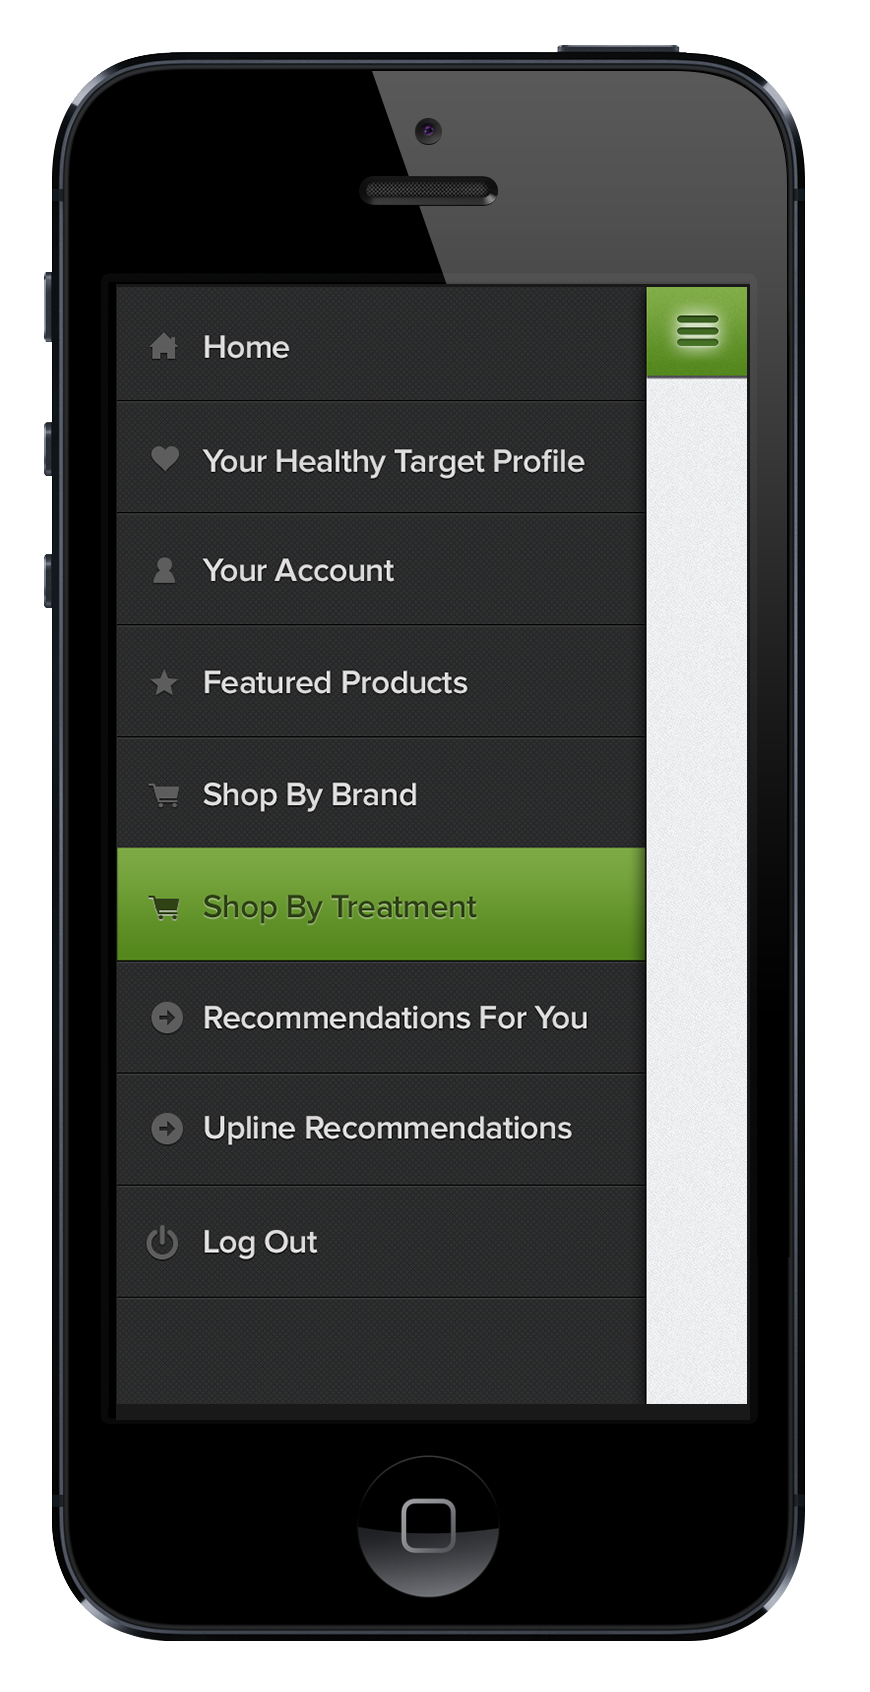 Home
Your Healthy Target Profile
Your Account
Featured Products
Shop By Brand
Shop By Treatment
Recommendations For You
Upline Recommendations
Log Out